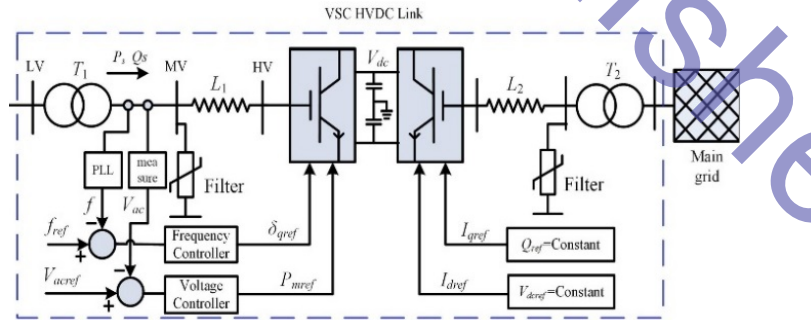 VSC HVDC Link
LV
T1
Ps Qs
MV
L1
HV
Vdc
L2
T2
Main
grid
PLL
mea
sure
Filter
Filter
f
Vac
fref
Frequency
Controller
δqref
Iqref
Qref=Constant
Vacref
Voltage
Controller
Pmref
Idref
Vdcref=Constant